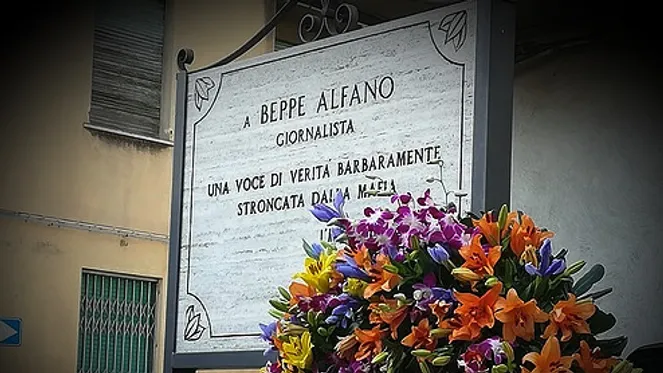 A BEPPE ALFANO
GIORNALISTA
UNA VOCE DI VERITÀ BARBARAMENTE
STRONCATA DALLA MAFIA